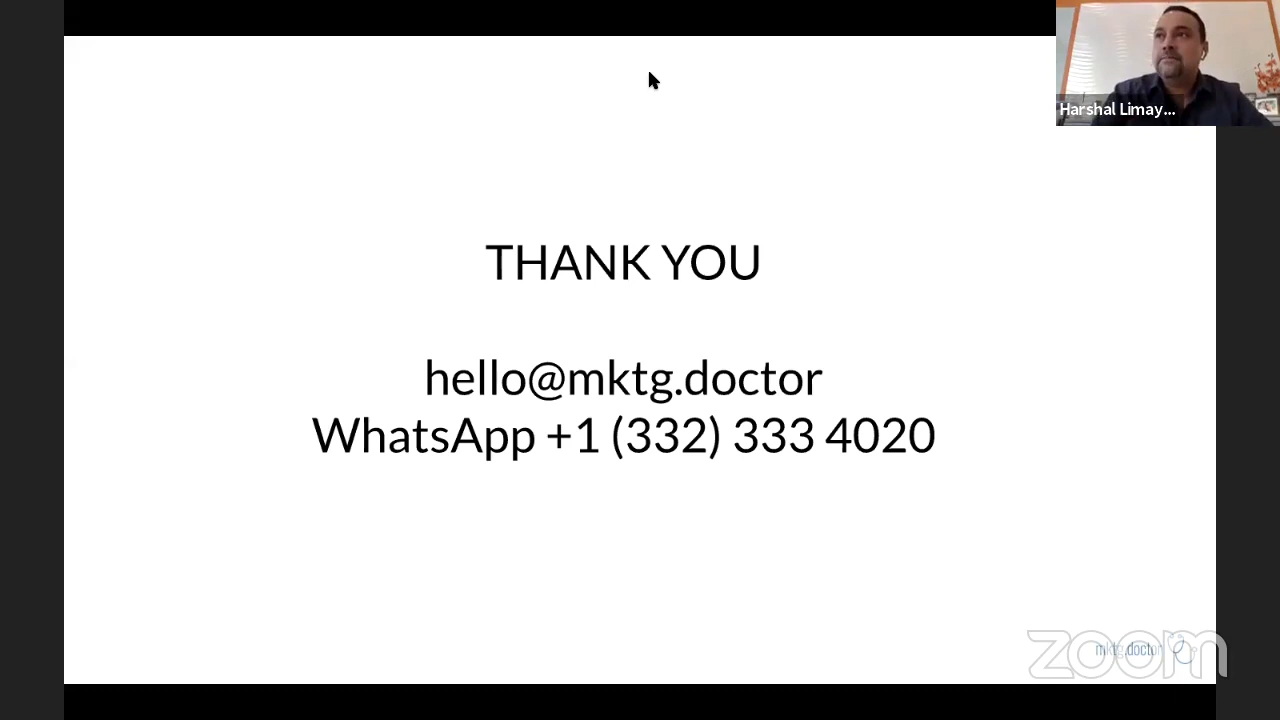 Harshal Limay...
THANK YOU
hello@mktg.doctor
WhatsApp +1 (332) 333 4020
mktg.doctor
zoom